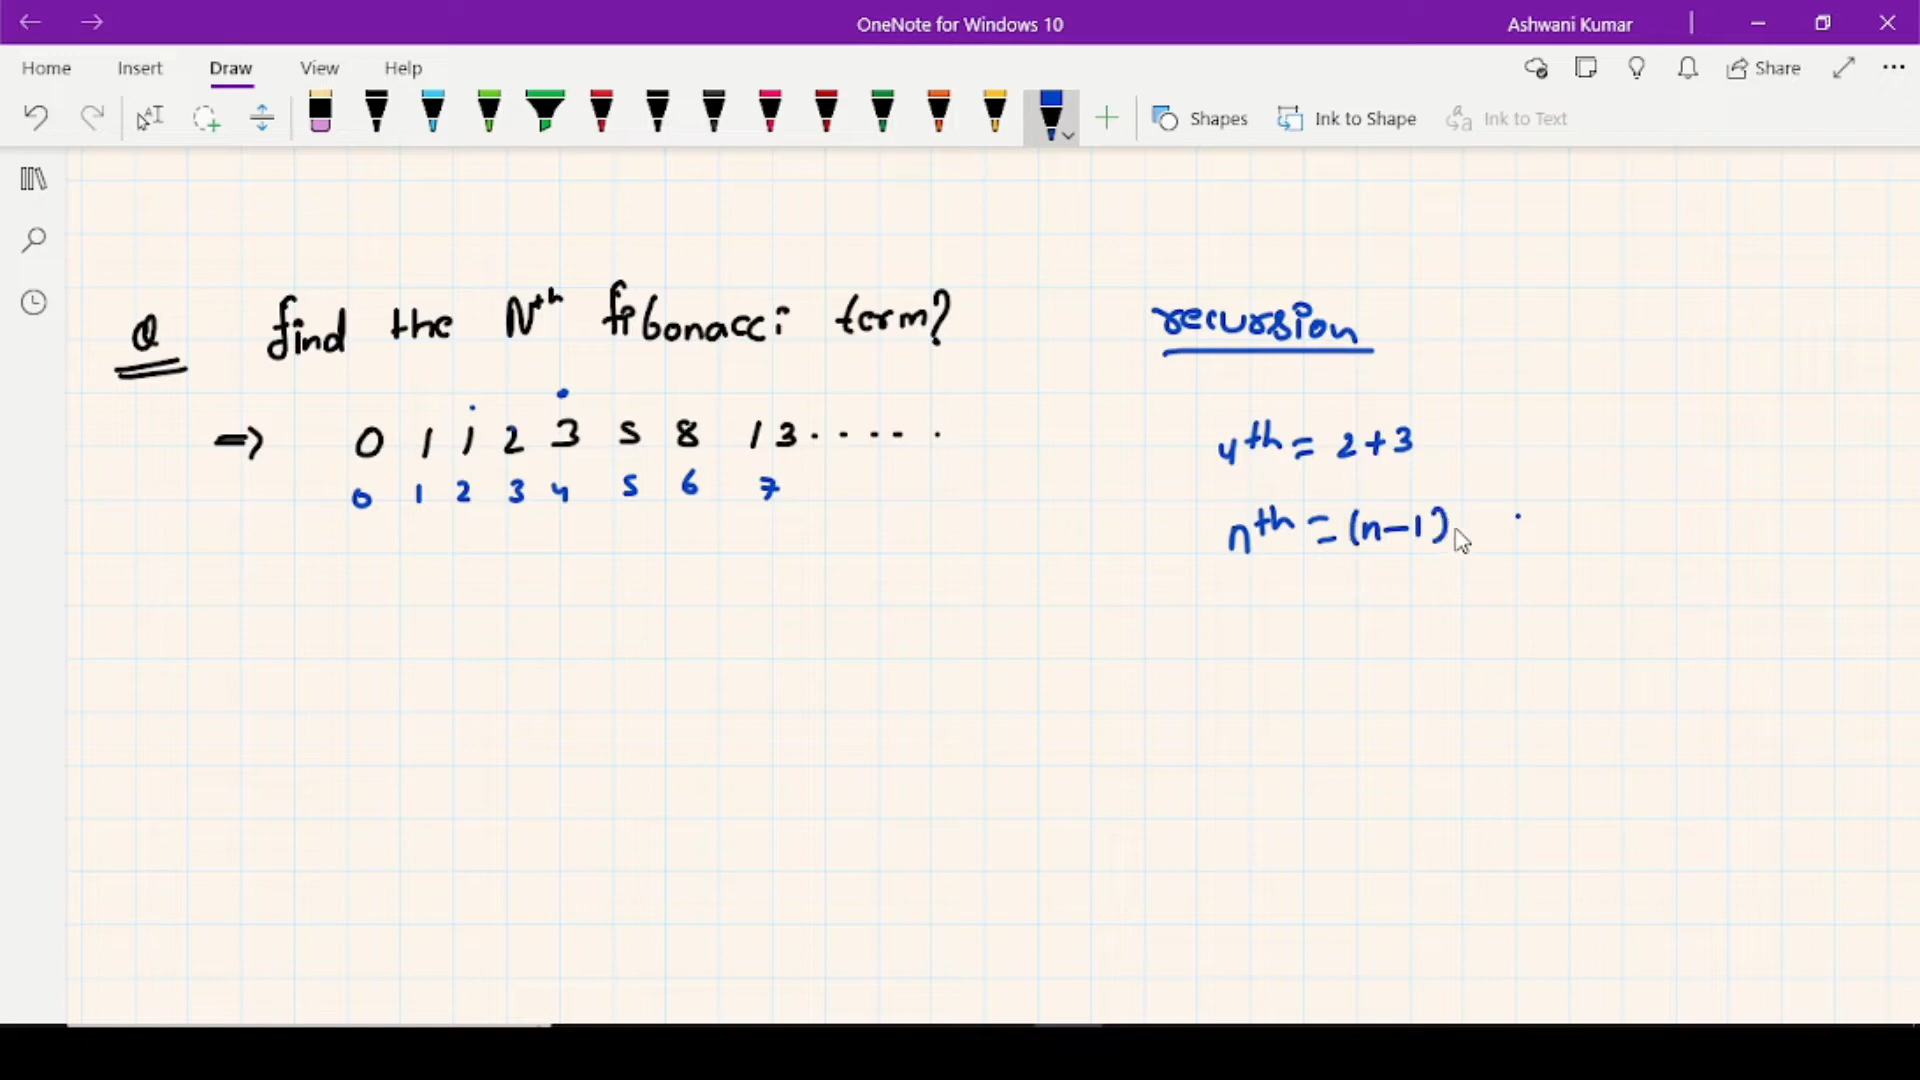 OneNote for Windows 10
Ashwani Kumar
Home Insert Draw View Help
Share
Shapes Ink to Shape Ink to Text
Q find the Nth fibonacci term?
recursion
=> 0 1 1 2 3 5 8 13.......
0 1 2 3 4 5 6 7
4th = 2+3
nth = (n-1)